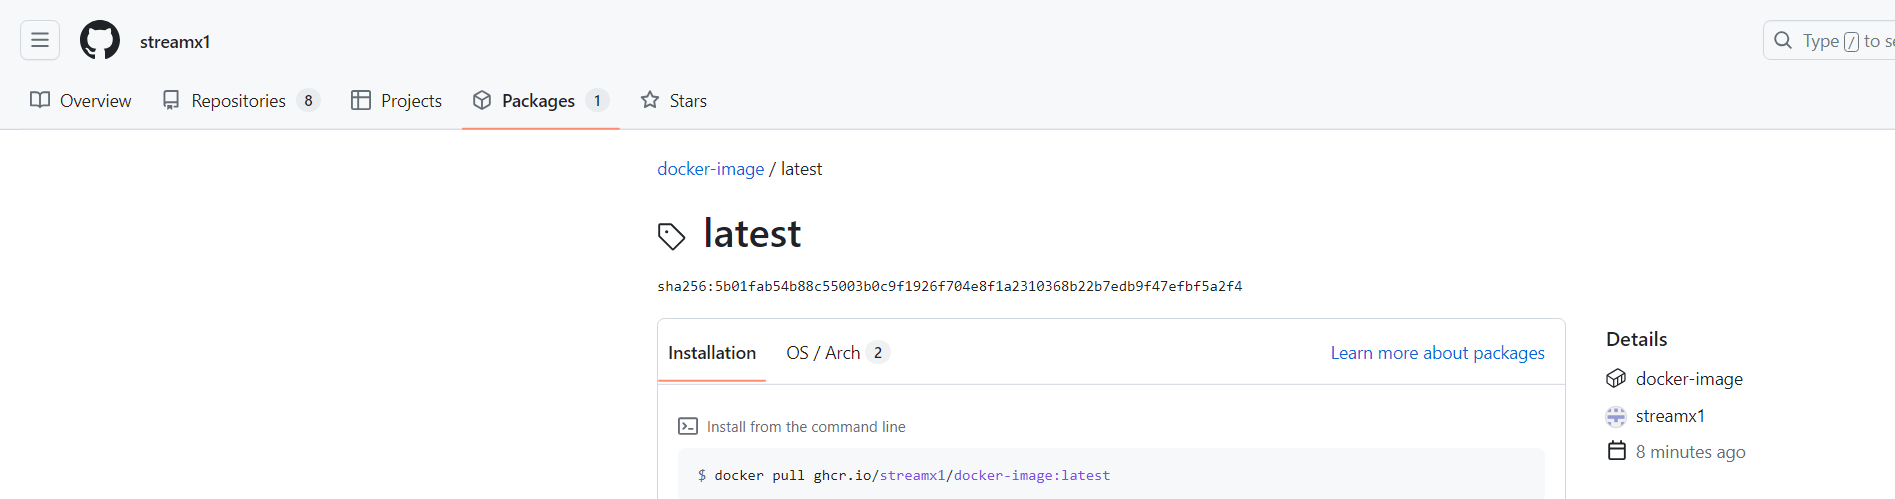 streamx1
Type / to se
Overview Repositories 8 Projects Packages 1 Stars
docker-image / latest
latest
sha256:5b01fab54b88c55003b0c9f1926f704e8f1a2310368b22b7edb9f47efbf5a2f4
Installation OS / Arch 2 Learn more about packages
Install from the command line
$ docker pull ghcr.io/streamx1/docker-image:latest
Details
docker-image
streamx1
8 minutes ago